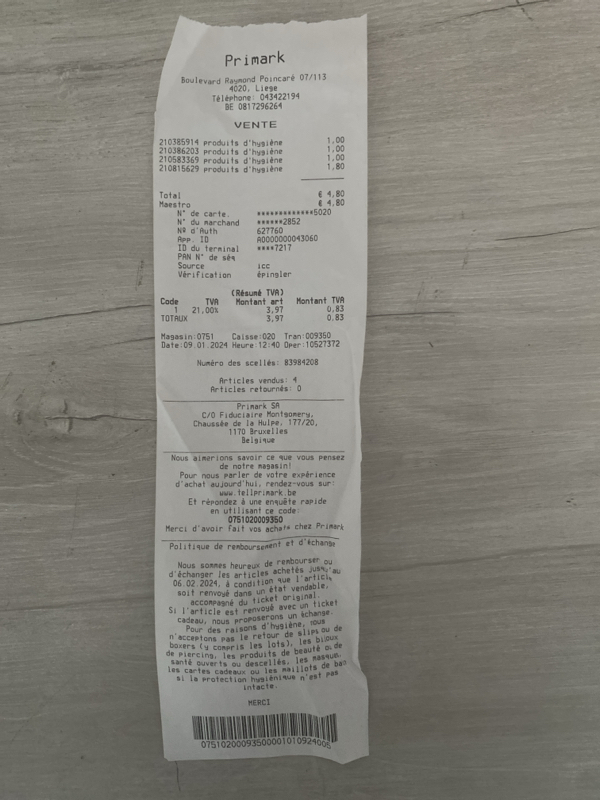 Primark
Boulevard Raymond Poincaré 07/113
4020, Liege
Téléphone: 043422194
BE 0817296264
VENTE
210385914 produits d'hygiène 1,00
210386203 produits d'hygiène 1,00
210583369 produits d'hygiène 1,00
210815629 produits d'hygiène 1,80
Total € 4,80
Maestro € 4,80
N° de carte. *************5020
N° du marchand ******2852
Nº d'Auth 627760
App. ID A0000000043060
ID du terminal ****7217
PAN N° de séq
Source icc
Vérification épingler
(Résumé TVA)
Code TVA Montant art Montant TVA
1 21,00% 3,97 0,83
TOTAUX 3,97 0,83
Magasin:0751 Caisse:020 Tran:009350
Date:09.01.2024 Heure 12:40 Oper:10527372
Numéro des scellés: 83984208
Articles vendus: 4
Articles retournés: 0
Primark SA
C/O Fiduciaire Montgomery,
Chaussée de la Hulpe, 177/20,
1170 Bruxelles
Belgique
Nous aimerions savoir ce que vous pensez
de notre magasin!
Pour nous parler de votre expérience
d'achat aujourd'hui, rendez-vous sur:
www.tellprimark.be
Et répondez à une enquête rapide
en utilisant ce code:
0751020009350
Merci d'avoir fait vos achats chez Primark
Politique de remboursement et d'échange
Nous sommes heureux de rembourser ou
d'échanger les articles achetés jusqu'au
06.02.2024, à condition que l'article
soit renvoyé dans un état vendable,
accompagné du ticket original.
Si l'article est renvoyé avec un ticket
cadeau, nous proposerons un échange.
Pour des raisons d'hygiène, nous
n'acceptons pas le retour de slips ou de
boxers (y compris les lots), les bijoux
de piercing, les produits de beauté ou de
santé ouverts ou descellés, les masques,
les cartes cadeaux ou les maillots de bain
si la protection hygiénique n'est pas
intacte.
MERCI